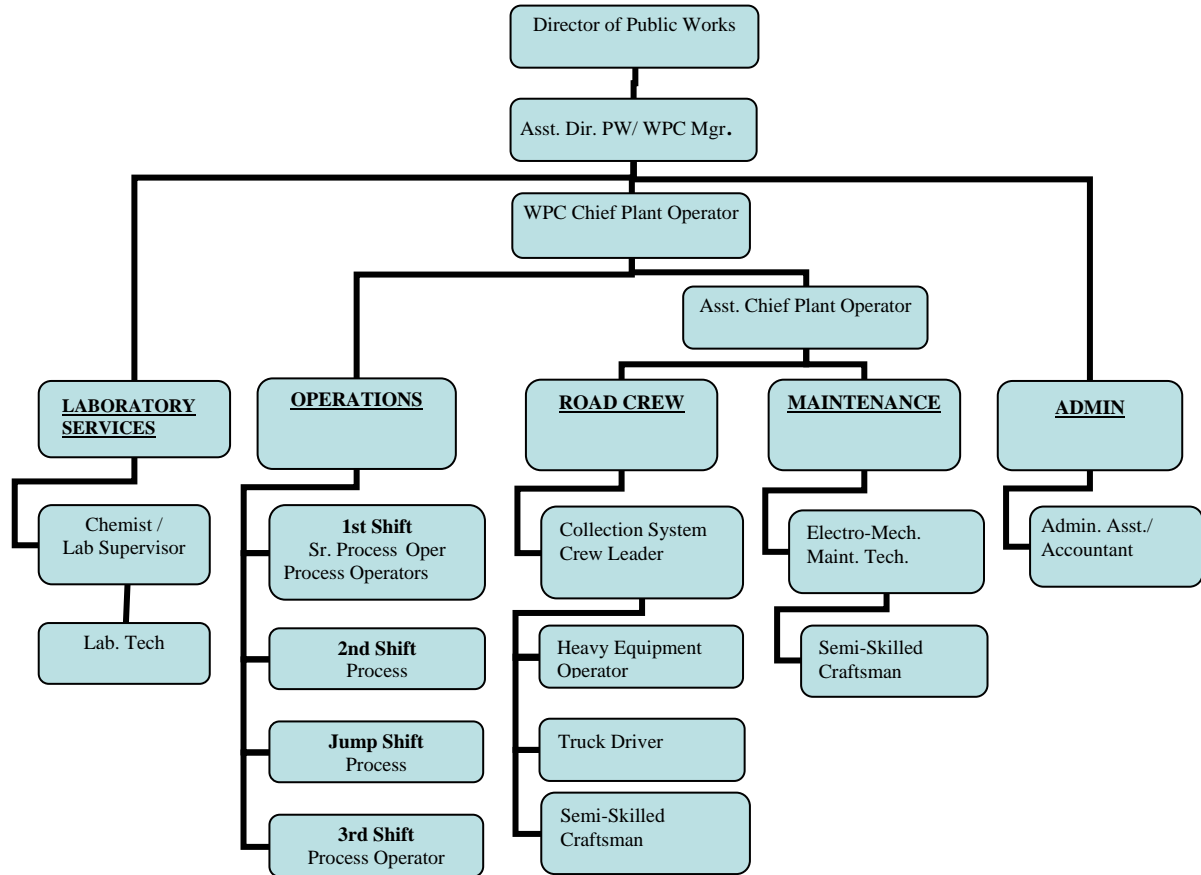 Director of Public Works
Asst. Dir. PW/ WPC Mgr.
WPC Chief Plant Operator
Asst. Chief Plant Operator
LABORATORY
SERVICES
OPERATIONS
ROAD CREW
MAINTENANCE
ADMIN
Chemist /
Lab Supervisor
Lab. Tech
1st Shift
Sr. Process Oper
Process Operators
2nd Shift
Process
Jump Shift
Process
3rd Shift
Process Operator
Collection System
Crew Leader
Heavy Equipment
Operator
Truck Driver
Semi-Skilled
Craftsman
Electro-Mech.
Maint. Tech.
Semi-Skilled
Craftsman
Admin. Asst./
Accountant